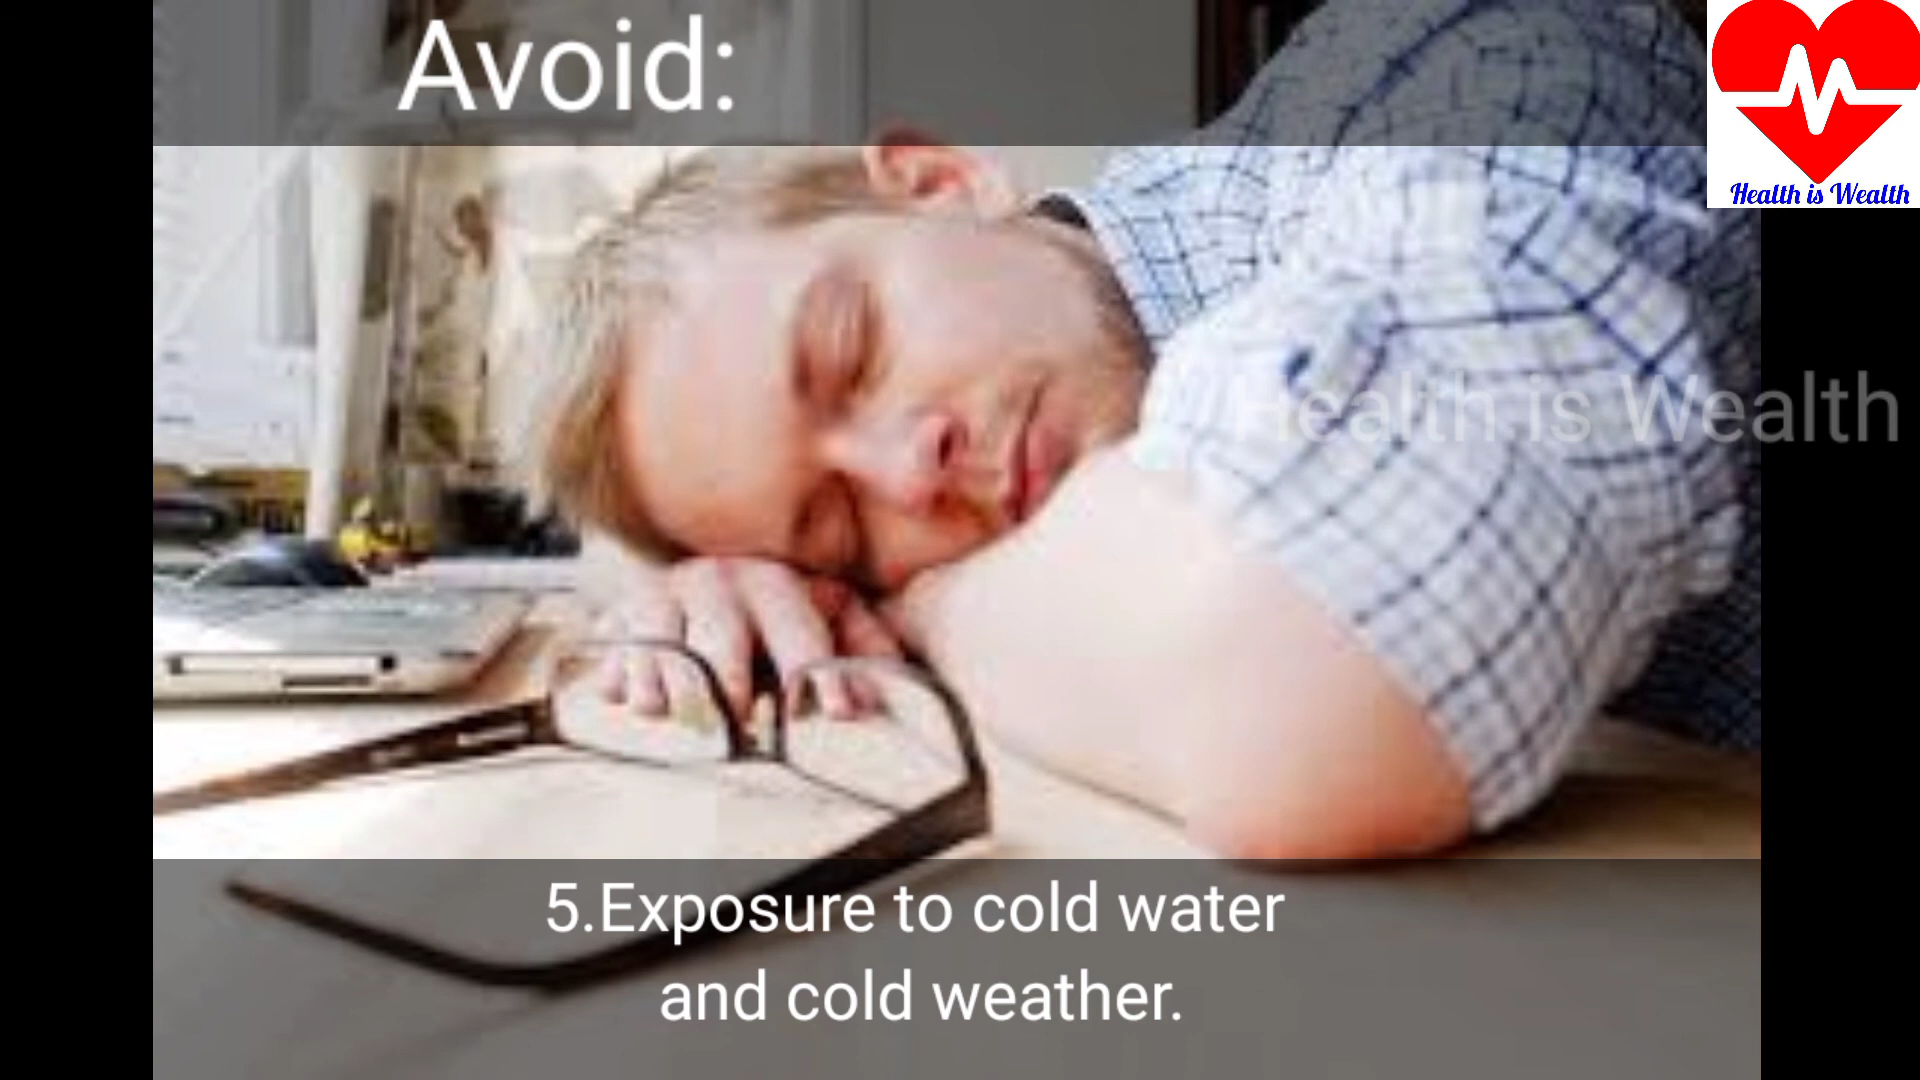 Avoid:
Health is Wealth
Health is Wealth
5.Exposure to cold water
and cold weather.